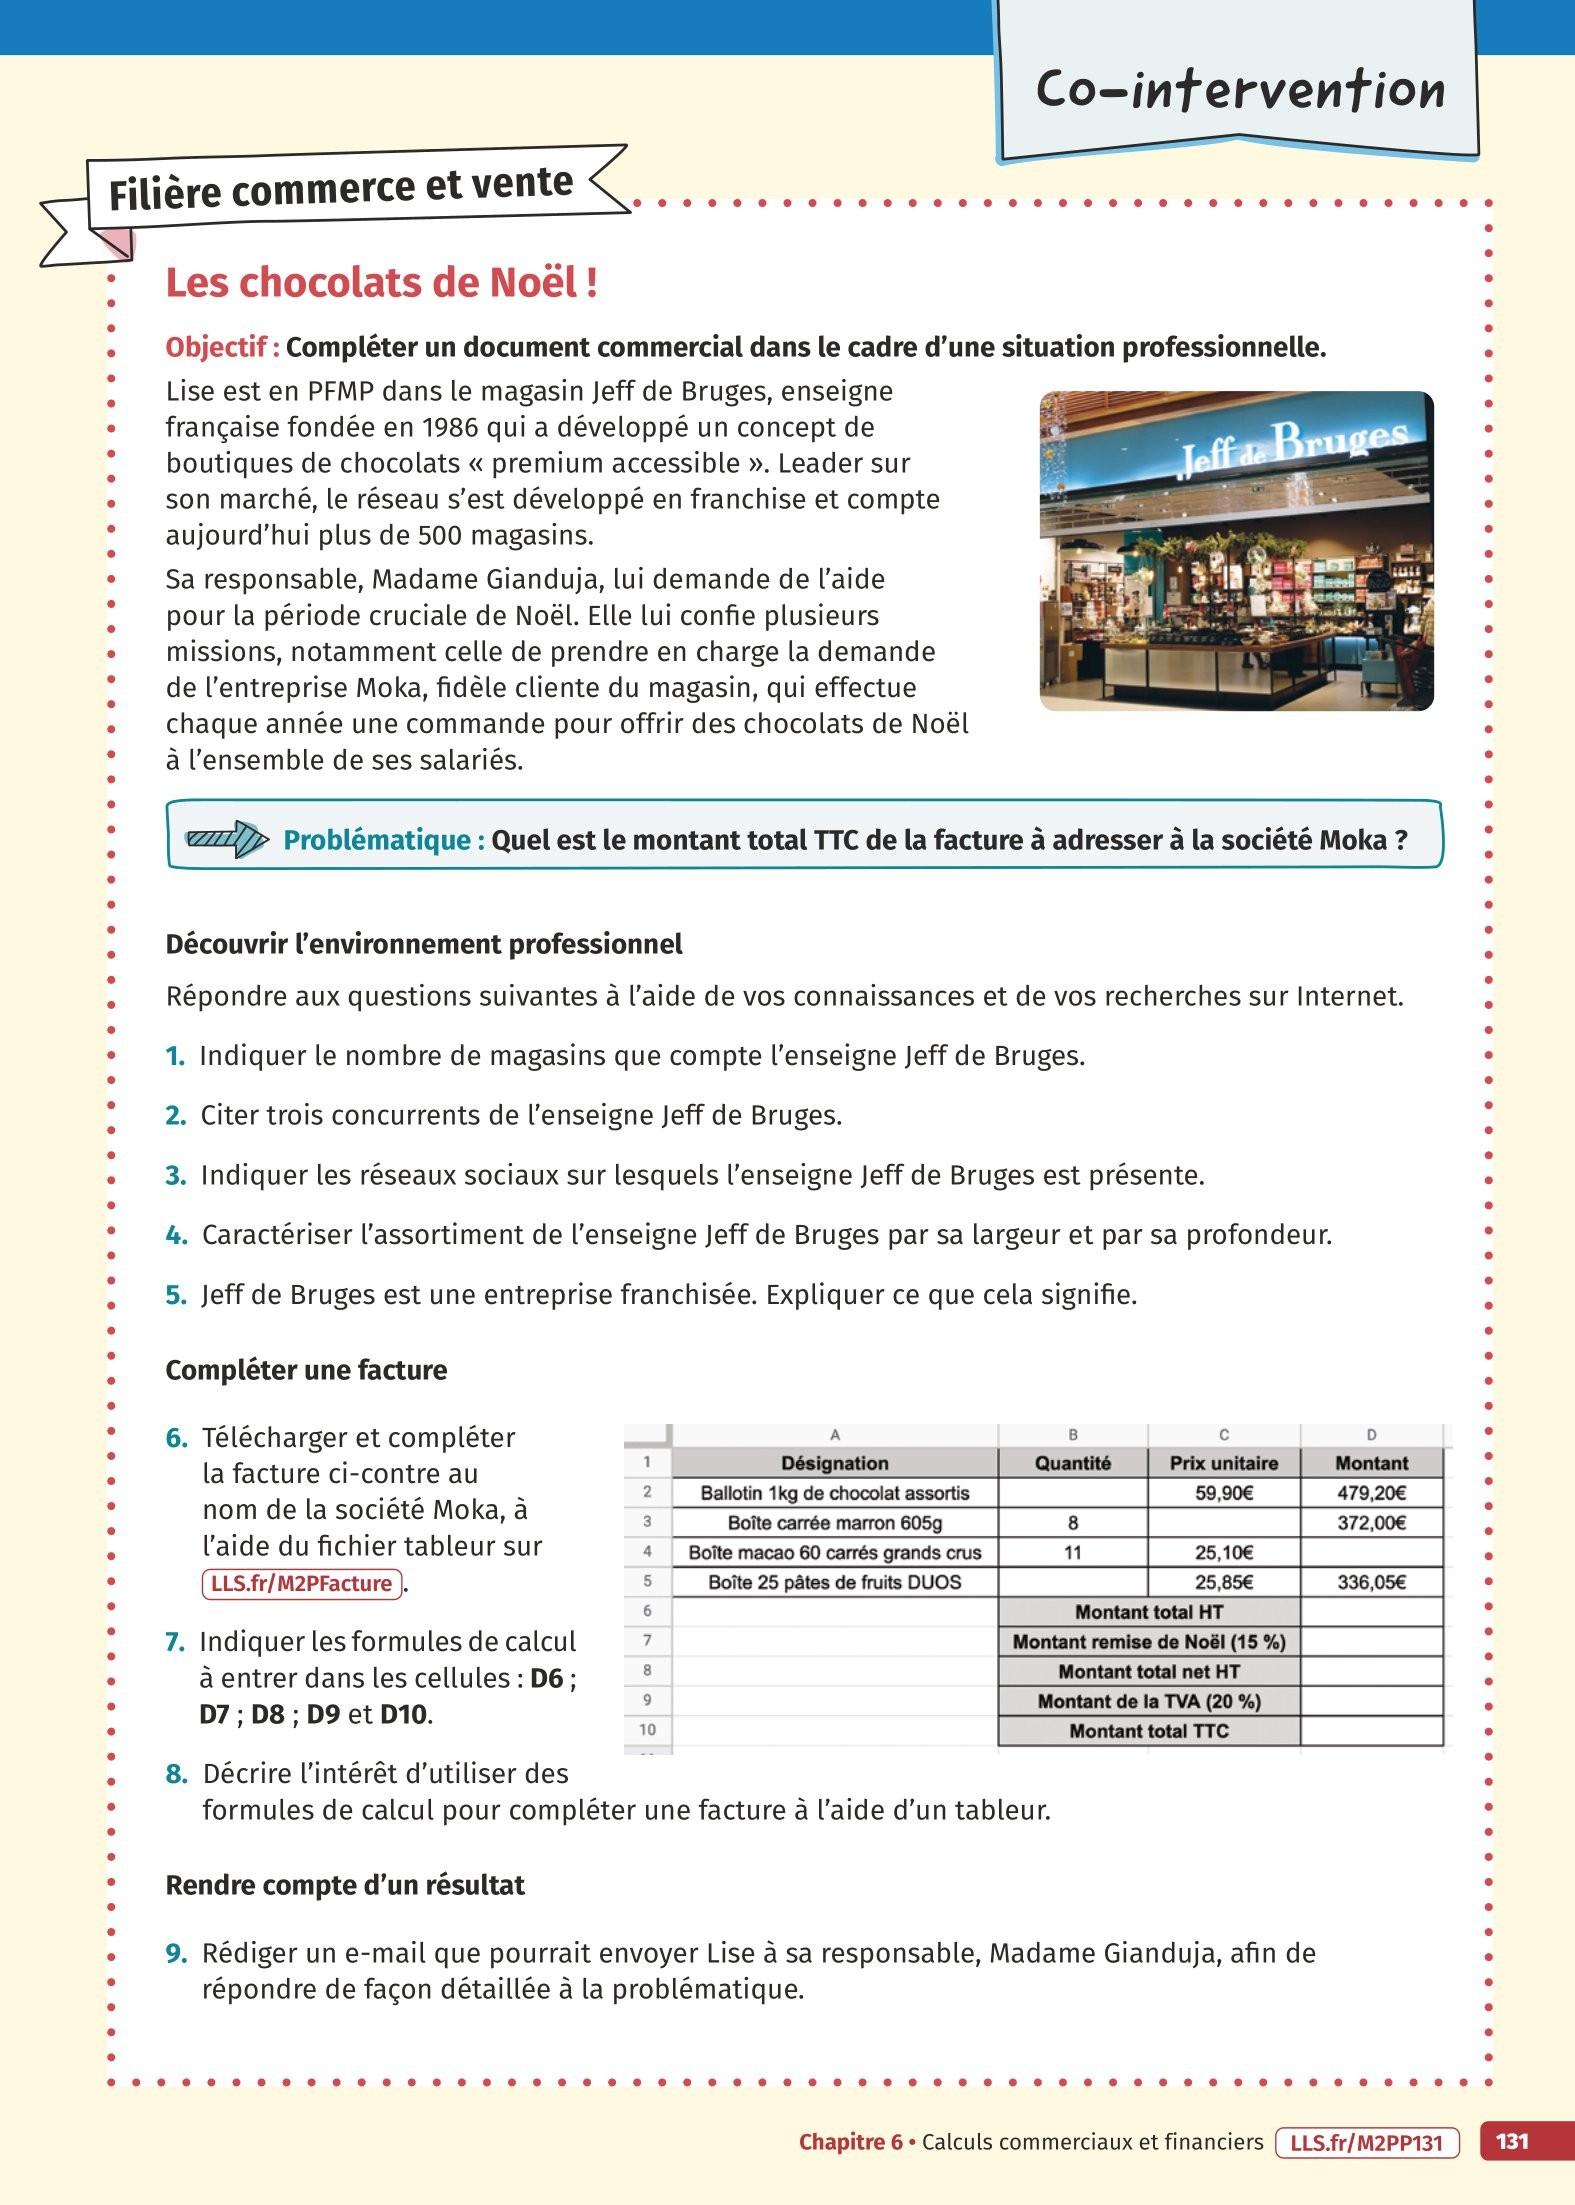 Co-intervention
Filière commerce et vente
Les chocolats de Noël !
Objectif : Compléter un document commercial dans le cadre d’une situation professionnelle.
Lise est en PFMP dans le magasin Jeff de Bruges, enseigne
française fondée en 1986 qui a développé un concept de
boutiques de chocolats « premium accessible ». Leader sur
son marché, le réseau s’est développé en franchise et compte
aujourd’hui plus de 500 magasins.
Sa responsable, Madame Gianduja, lui demande de l’aide
pour la période cruciale de Noël. Elle lui confie plusieurs
missions, notamment celle de prendre en charge la demande
de l’entreprise Moka, fidèle cliente du magasin, qui effectue
chaque année une commande pour offrir des chocolats de Noël
à l’ensemble de ses salariés.
Jeff de Bruges
Problématique : Quel est le montant total TTC de la facture à adresser à la société Moka ?
Découvrir l’environnement professionnel
Répondre aux questions suivantes à l’aide de vos connaissances et de vos recherches sur Internet.
1. Indiquer le nombre de magasins que compte l’enseigne Jeff de Bruges.
2. Citer trois concurrents de l’enseigne Jeff de Bruges.
3. Indiquer les réseaux sociaux sur lesquels l’enseigne Jeff de Bruges est présente.
4. Caractériser l’assortiment de l’enseigne Jeff de Bruges par sa largeur et par sa profondeur.
5. Jeff de Bruges est une entreprise franchisée. Expliquer ce que cela signifie.
Compléter une facture
6. Télécharger et compléter
la facture ci-contre au
nom de la société Moka, à
l’aide du fichier tableur sur
LLS.fr/M2PFacture.
7. Indiquer les formules de calcul
à entrer dans les cellules : D6 ;
D7 ; D8 ; D9 et D10.
8. Décrire l’intérêt d’utiliser des
formules de calcul pour compléter une facture à l’aide d’un tableur.
A B C D
1 Désignation Quantité Prix unitaire Montant
2 Ballotin 1kg de chocolat assortis 59,90€ 479,20€
3 Boîte carrée marron 605g 8 372,00€
4 Boîte macao 60 carrés grands crus 11 25,10€
5 Boîte 25 pâtes de fruits DUOS 25,85€ 336,05€
6 Montant total HT
7 Montant remise de Noël (15 %)
8 Montant total net HT
9 Montant de la TVA (20 %)
10 Montant total TTC
Rendre compte d’un résultat
9. Rédiger un e-mail que pourrait envoyer Lise à sa responsable, Madame Gianduja, afin de
répondre de façon détaillée à la problématique.
Chapitre 6 • Calculs commerciaux et financiers LLS.fr/M2PP131 131